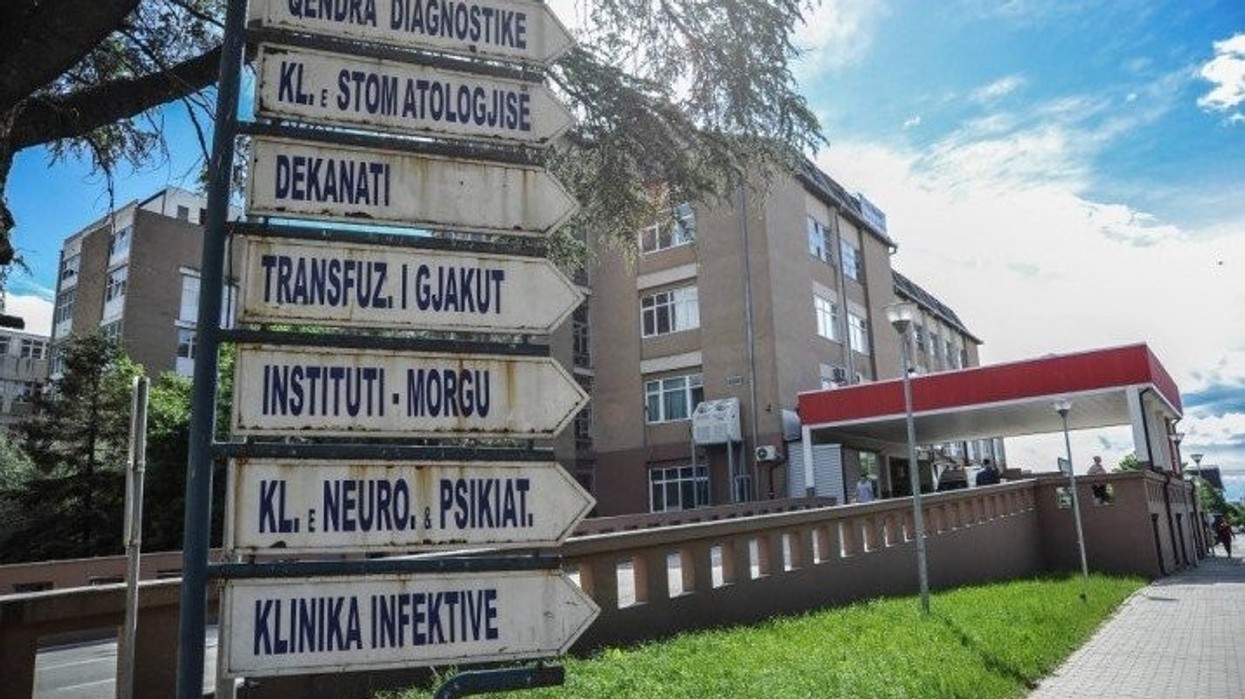 QENDRA DIAGNOSTIKE
KL. E STOMATOLOGJISË
DEKANATI
TRANSFUZ. I GJAKUT
INSTITUTI - MORGU
KL. E NEURO. & PSIKIAT.
KLINIKA INFEKTIVE